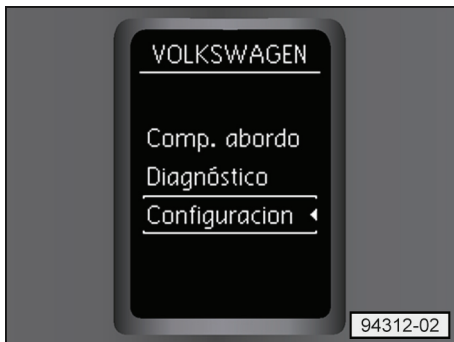 VOLKSWAGEN
Comp. abordo
Diagnóstico
Configuracion
94312-02